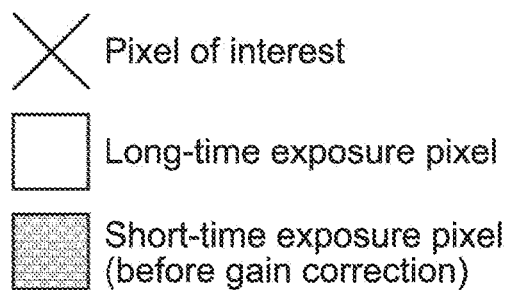 Pixel of interest
Long-time exposure pixel
Short-time exposure pixel
(before gain correction)